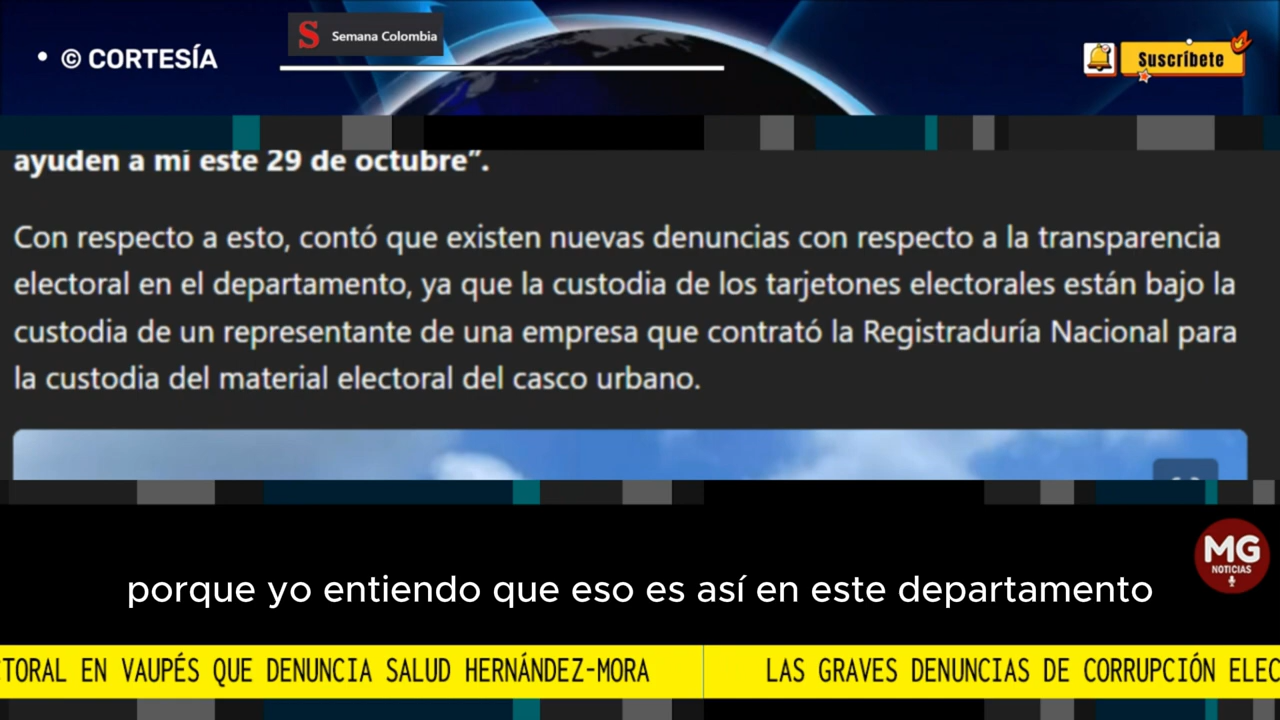 • © CORTESÍA
S Semana Colombia
Suscríbete
ayuden a mí este 29 de octubre”.
Con respecto a esto, contó que existen nuevas denuncias con respecto a la transparencia
electoral en el departamento, ya que la custodia de los tarjetones electorales están bajo la
custodia de un representante de una empresa que contrató la Registraduría Nacional para
la custodia del material electoral del casco urbano.
MG
NOTICIAS
porque yo entiendo que eso es así en este departamento
TORAL EN VAUPÉS QUE DENUNCIA SALUD HERNÁNDEZ-MORA
LAS GRAVES DENUNCIAS DE CORRUPCIÓN ELEC